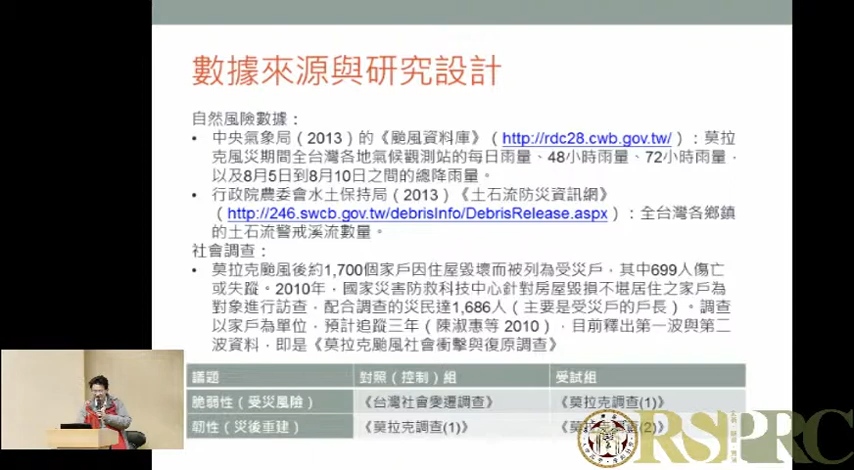 數據來源與研究設計
自然風險數據：
• 中央氣象局（2013）的《颱風資料庫》（http://rdc28.cwb.gov.tw/）：莫拉
克風災期間全台灣各地氣候觀測站的每日雨量、48小時雨量、72小時雨量，
以及8月5日到8月10日之間的總降雨量。
• 行政院農委會水土保持局（2013）《土石流防災資訊網》
（http://246.swcb.gov.tw/debrisInfo/DebrisRelease.aspx）：全台灣各鄉鎮
的土石流警戒溪流數量。
社會調查：
• 莫拉克颱風後約1,700個家戶因住屋毀壞而被列為受災戶，其中699人傷亡
或失蹤。2010年，國家災害防救科技中心針對房屋毀損不堪居住之家戶為
對象進行訪查，配合調查的災民達1,686人（主要是受災戶的戶長）。調查
以家戶為單位，預計追蹤三年（陳淑惠等 2010），目前釋出第一波與第二
波資料，即是《莫拉克颱風社會衝擊與復原調查》
議題 對照（控制）組 受試組
脆弱性（受災風險） 《台灣社會變遷調查》 《莫拉克調查(1)》
韌性（災後重建） 《莫拉克調查(1)》 《莫拉克調查(2)》
RSPRC